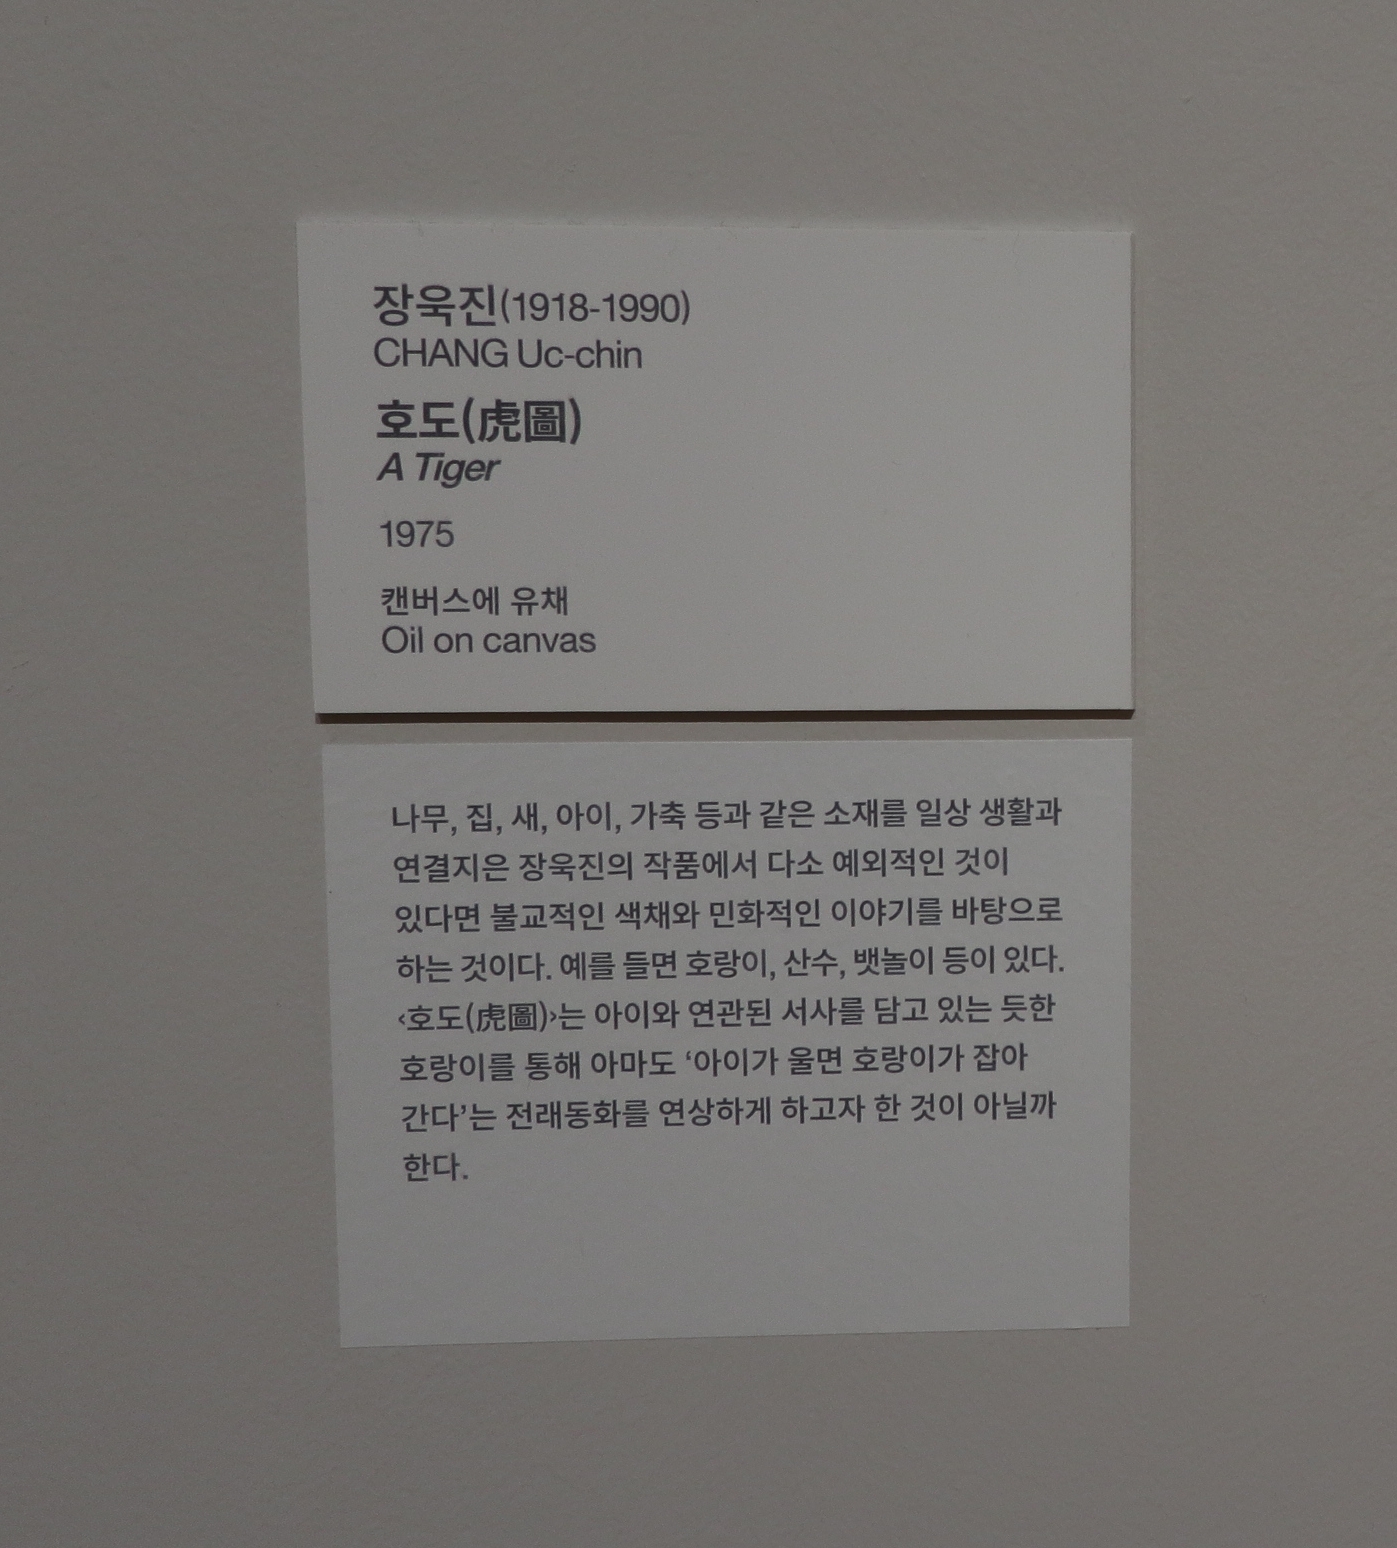 장욱진(1918-1990)
CHANG Uc-chin
호도(虎圖)
A Tiger
1975
캔버스에 유채
Oil on canvas
나무, 집, 새, 아이, 가축 등과 같은 소재를 일상 생활과
연결지은 장욱진의 작품에서 다소 예외적인 것이
있다면 불교적인 색채와 민화적인 이야기를 바탕으로
하는 것이다. 예를 들면 호랑이, 산수, 뱃놀이 등이 있다.
‹호도(虎圖)›는 아이와 연관된 서사를 담고 있는 듯한
호랑이를 통해 아마도 ‘아이가 울면 호랑이가 잡아
간다’는 전래동화를 연상하게 하고자 한 것이 아닐까
한다.